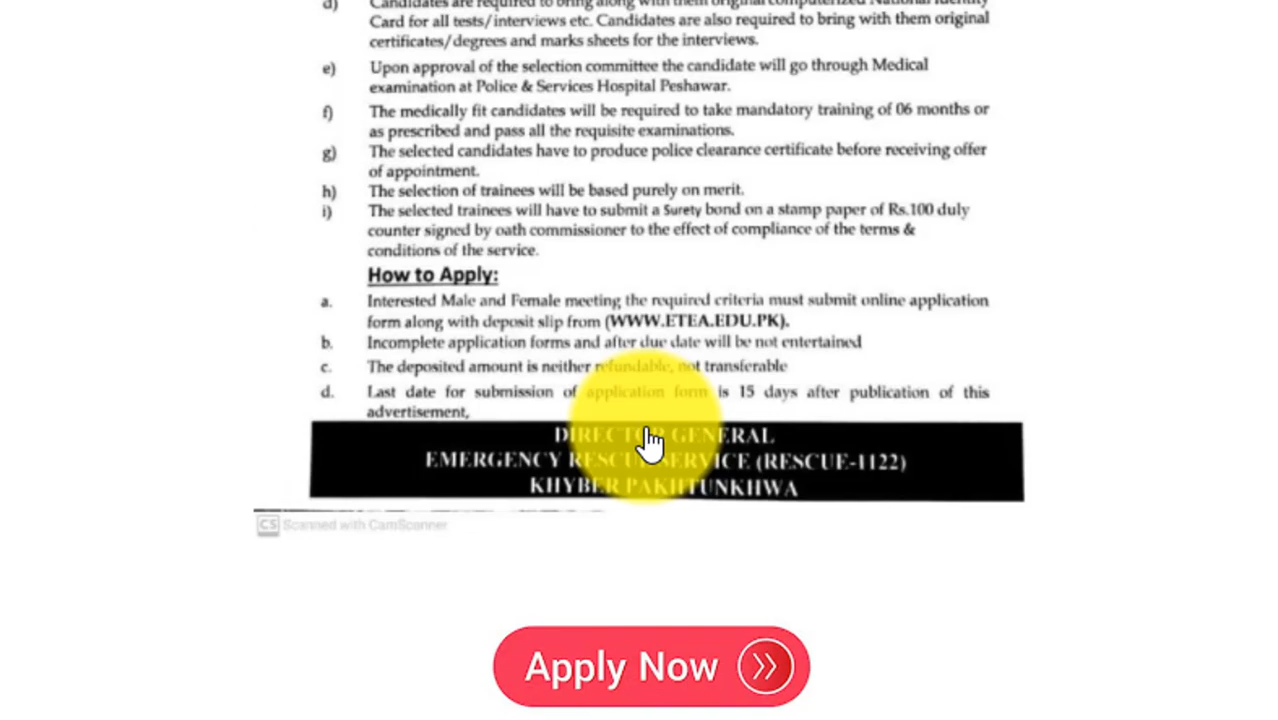 d) Candidates are required to bring along with them original computerized National Identity
Card for all tests/interviews etc. Candidates are also required to bring with them original
certificates/degrees and marks sheets for the interviews.
e) Upon approval of the selection committee the candidate will go through Medical
examination at Police & Services Hospital Peshawar.
f) The medically fit candidates will be required to take mandatory training of 06 months or
as prescribed and pass all the requisite examinations.
g) The selected candidates have to produce police clearance certificate before receiving offer
of appointment.
h) The selection of trainees will be based purely on merit.
i) The selected trainees will have to submit a Surety bond on a stamp paper of Rs.100 duly
counter signed by oath commissioner to the effect of compliance of the terms &
conditions of the service.
How to Apply:
a. Interested Male and Female meeting the required criteria must submit online application
form along with deposit slip from (WWW.ETEA.EDU.PK).
b. Incomplete application forms and after due date will be not entertained
c. The deposited amount is neither refundable, not transferable
d. Last date for submission of application form is 15 days after publication of this
advertisement,
DIRECTOR GENERAL
EMERGENCY RESCUE SERVICE (RESCUE-1122)
KHYBER PAKHTUNKHWA
CS Scanned with CamScanner
Apply Now